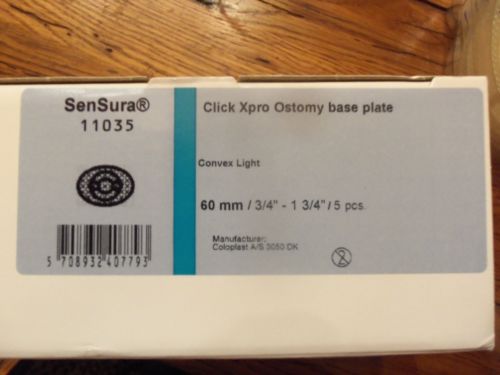 SenSura®
11035
Click Xpro Ostomy base plate
Convex Light
60 mm / 3/4" - 1 3/4" / 5 pcs.
Manufacturer:
Coloplast A/S 3050 DK
5 708932 407793